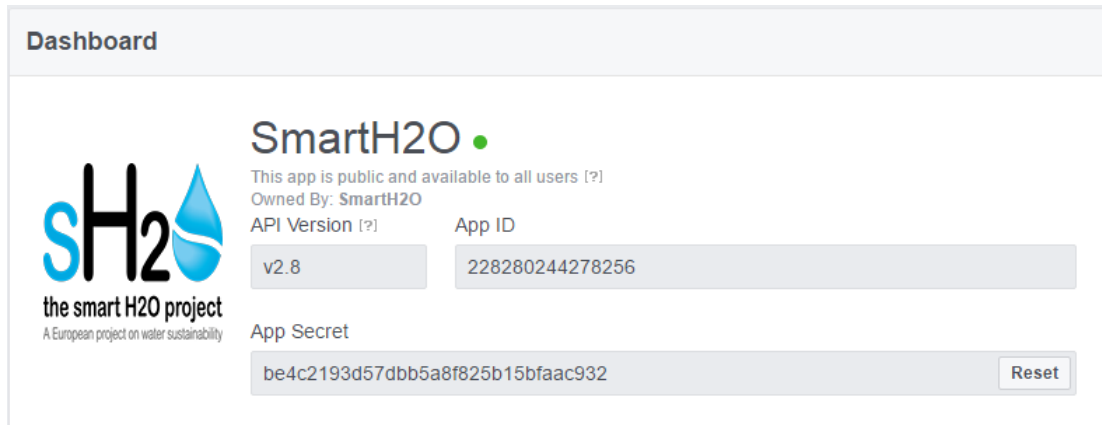 Dashboard
SmartH2O
This app is public and available to all users [?]
Owned By: SmartH2O
API Version [?] App ID
v2.8 228280244278256
sH2O
the smart H2O project
A European project on water sustainability
App Secret
be4c2193d57dbb5a8f825b15bfaac932 Reset